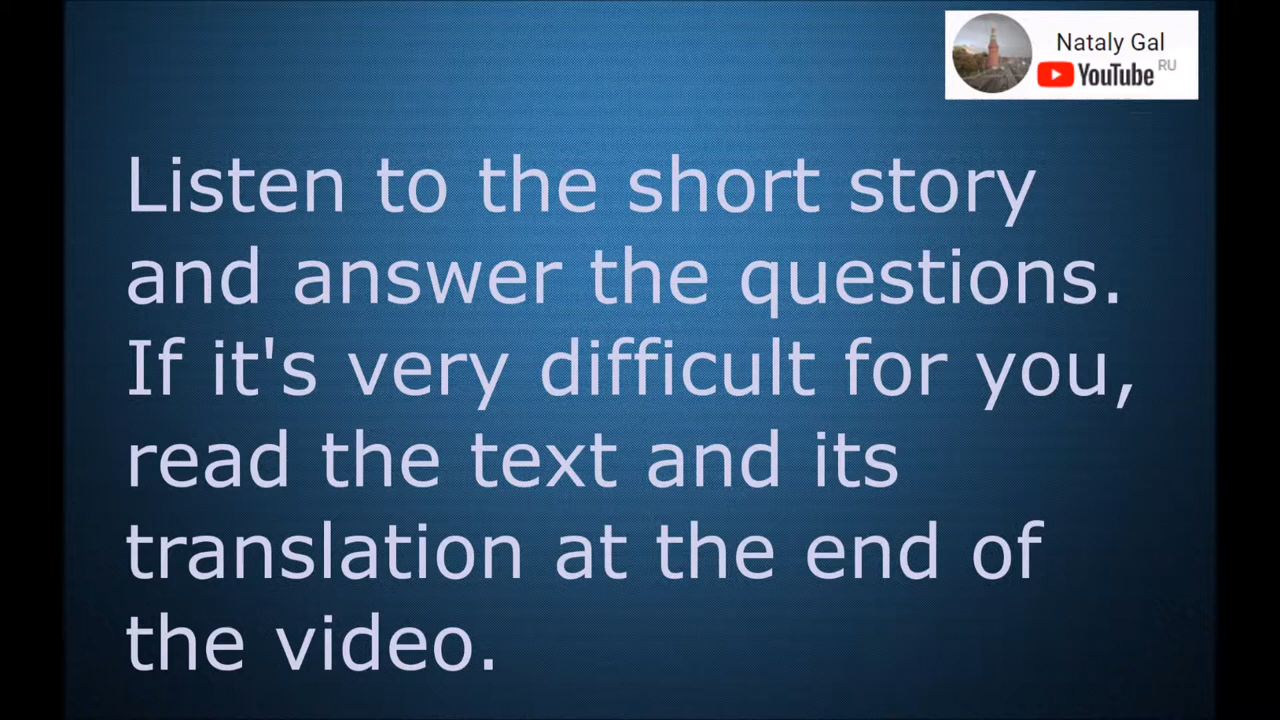 Nataly Gal
YouTube RU
Listen to the short story
and answer the questions.
If it's very difficult for you,
read the text and its
translation at the end of
the video.